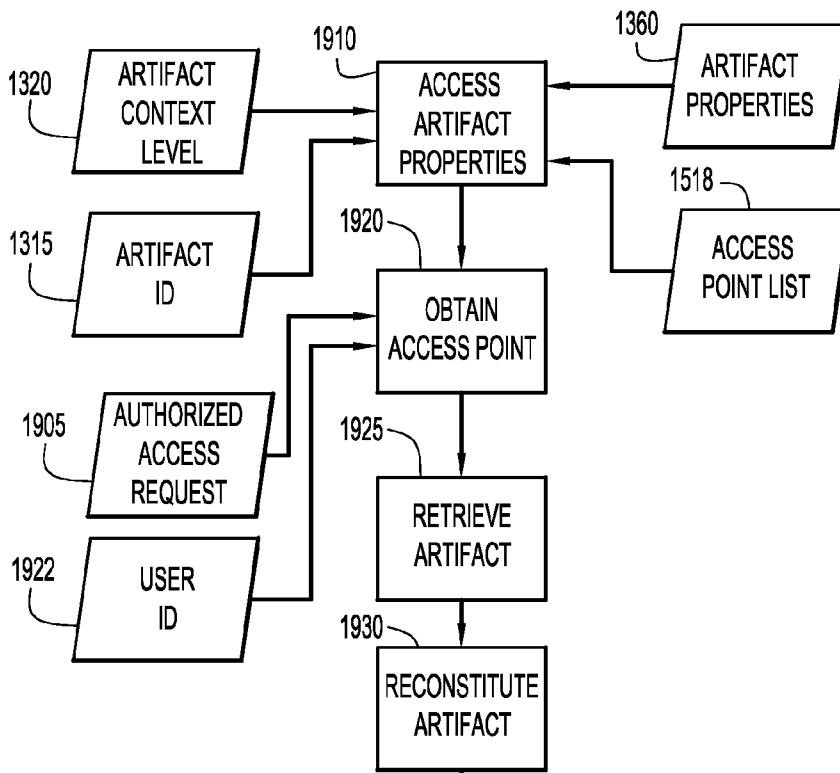 1320
ARTIFACT
CONTEXT
LEVEL
1910
ACCESS
ARTIFACT
PROPERTIES
1360
ARTIFACT
PROPERTIES
1315
ARTIFACT
ID
1920
OBTAIN
ACCESS POINT
1518
ACCESS
POINT LIST
1905
AUTHORIZED
ACCESS
REQUEST
1925
RETRIEVE
ARTIFACT
1922
USER
ID
1930
RECONSTITUTE
ARTIFACT